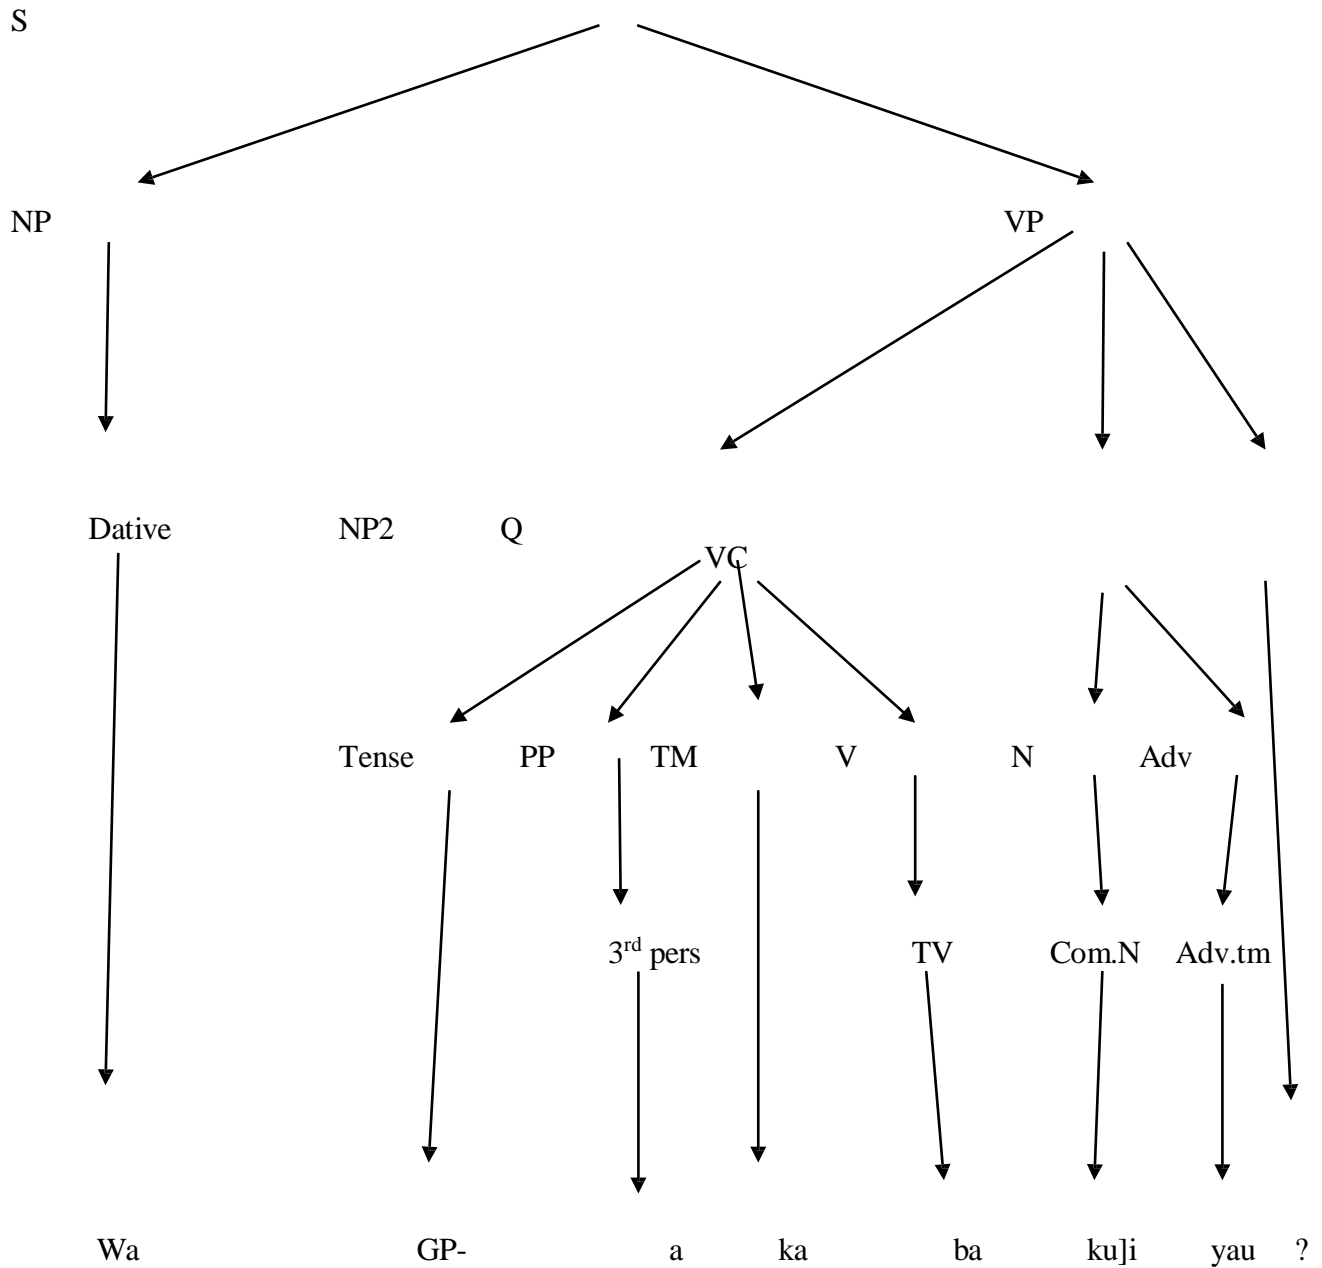 S
NP VP
Dative NP2 Q
VC
Tense PP TM V N Adv
3rd pers TV Com.N Adv.tm
Wa GP- a ka ba ku]i yau ?